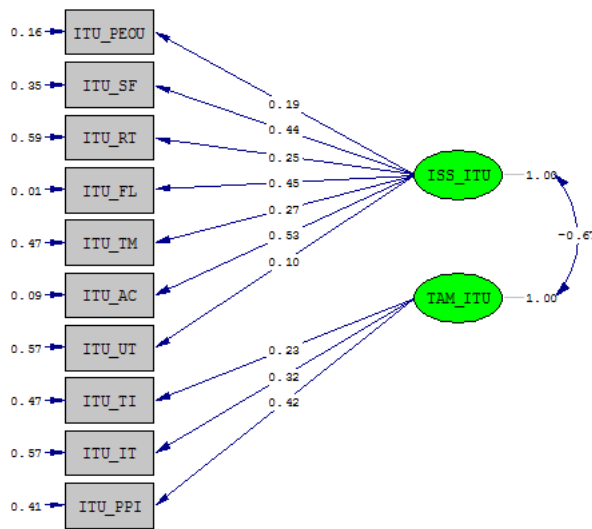 0.16 ITU_PEOU
0.35 ITU_SF
0.59 ITU_RT
0.01 ITU_FL
0.47 ITU_TM
0.09 ITU_AC
0.57 ITU_UT
0.47 ITU_TI
0.57 ITU_IT
0.41 ITU_PPI
0.19
0.44
0.25
0.45
0.27
0.53
0.10
0.23
0.32
0.42
ISS_ITU 1.00
-0.67
TAM_ITU 1.00